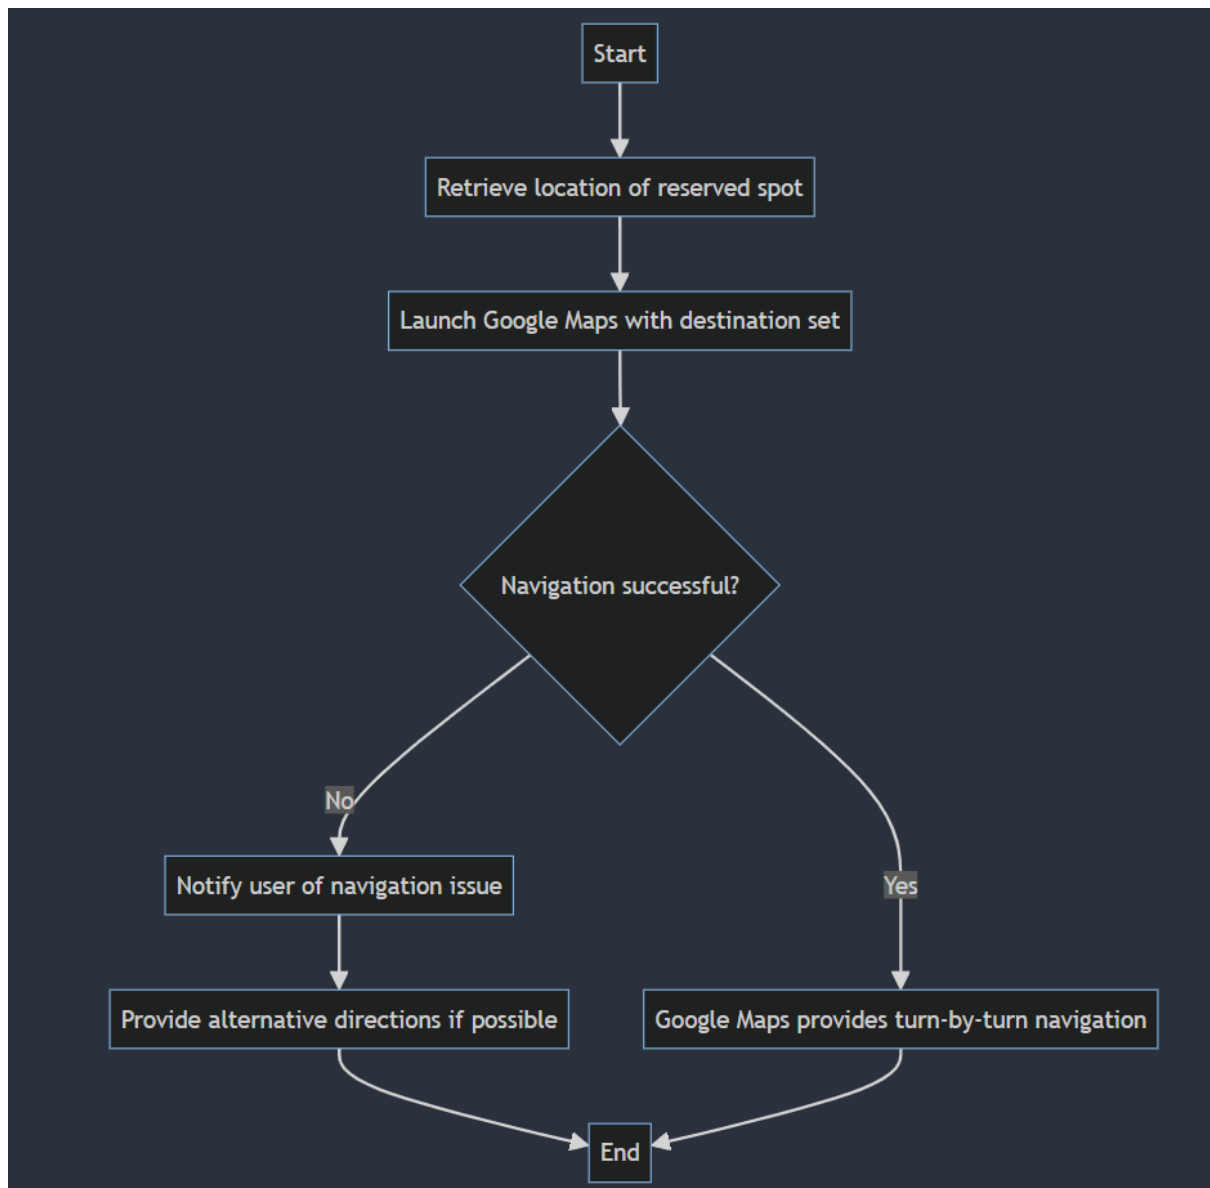 Start
Retrieve location of reserved spot
Launch Google Maps with destination set
Navigation successful?
No
Notify user of navigation issue
Yes
Provide alternative directions if possible
Google Maps provides turn-by-turn navigation
End